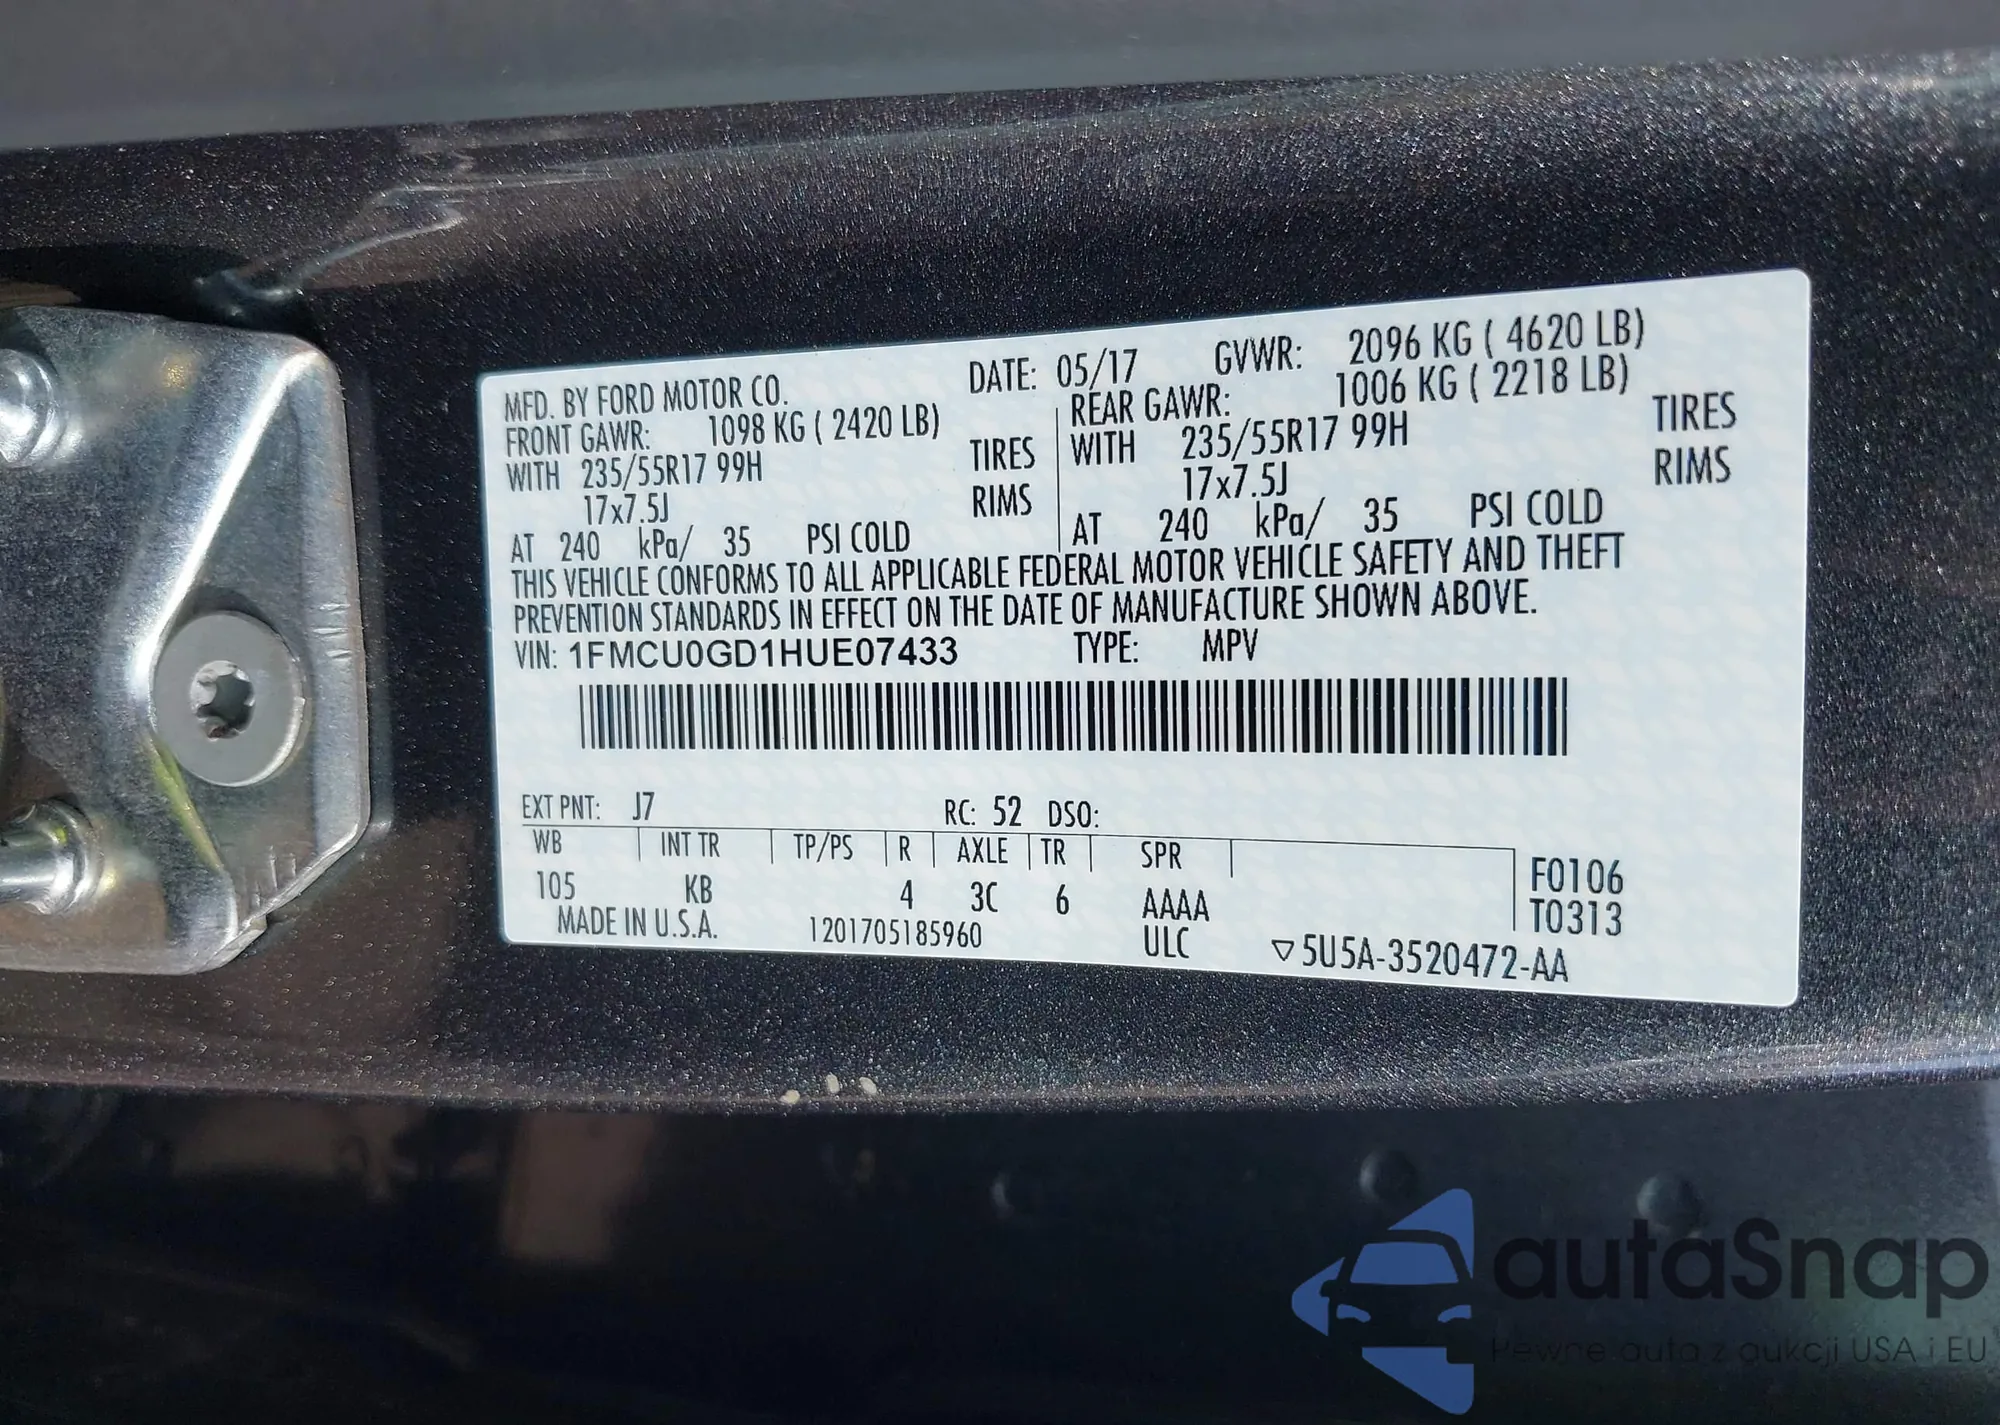 MFD. BY FORD MOTOR CO. DATE: 05/17 GVWR: 2096 KG ( 4620 LB)
FRONT GAWR: 1098 KG ( 2420 LB) REAR GAWR: 1006 KG ( 2218 LB)
WITH 235/55R17 99H TIRES WITH 235/55R17 99H TIRES
17x7.5J RIMS 17x7.5J RIMS
AT 240 kPa/ 35 PSI COLD AT 240 kPa/ 35 PSI COLD
THIS VEHICLE CONFORMS TO ALL APPLICABLE FEDERAL MOTOR VEHICLE SAFETY AND THEFT
PREVENTION STANDARDS IN EFFECT ON THE DATE OF MANUFACTURE SHOWN ABOVE.
VIN: 1FMCU0GD1HUE07433 TYPE: MPV
EXT PNT: J7 RC: 52 DSO:
WB INT TR TP/PS R AXLE TR SPR
105 KB 4 3C 6 AAAA F0106
T0313
MADE IN U.S.A. 1201705185960 ULC ▽5U5A-3520472-AA
autaSnap
Pewne auta z aukcji USA i EU